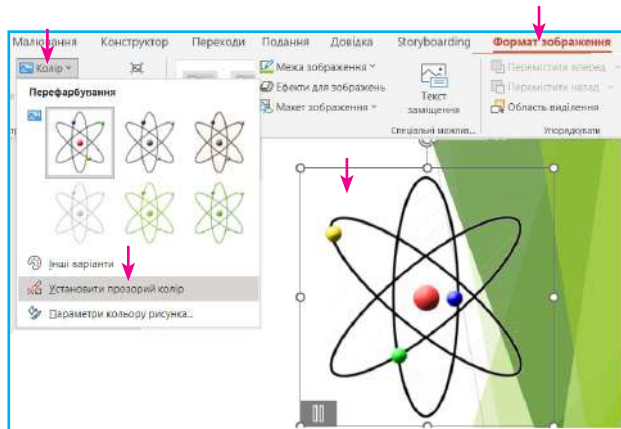 Малювання Конструктор Переходи Подання Довідка Storyboarding Формат зображення
Колір
Перефарбування
Інші варіанти
Установити прозорий колір
Параметри кольору рисунка...
Межа зображення
Ефекти для зображень
Макет зображення
Текст
заміщення
Спеціальні можлив...
Перемістити вперед
Перемістити назад
Область виділення
Упорядкувати